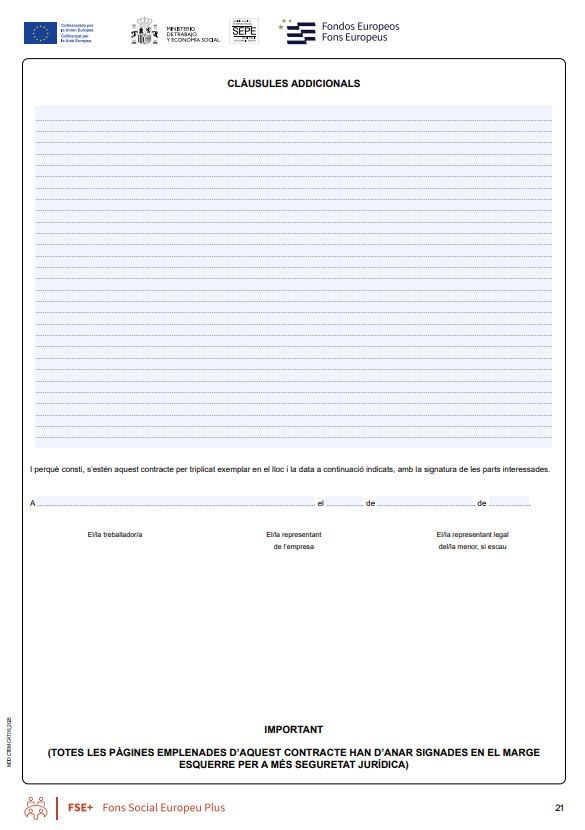 Cofinanciado por
la Unión Europea
Cofinançat per
la Unió Europea
MINISTERIO
DE TRABAJO
Y ECONOMÍA SOCIAL
SEPE
Fondos Europeos
Fons Europeus
CLÀUSULES ADDICIONALS
I perquè consti, s'estén aquest contracte per triplicat exemplar en el lloc i la data a continuació indicats, amb la signatura de les parts interessades.
A el de de
El/la treballador/a
El/la representant
de l'empresa
El/la representant legal
del/la menor, si escau
IMPORTANT
(TOTES LES PÀGINES EMPLENADES D'AQUEST CONTRACTE HAN D'ANAR SIGNADES EN EL MARGE
ESQUERRE PER A MÉS SEGURETAT JURÍDICA)
FSE+ Fons Social Europeu Plus
21